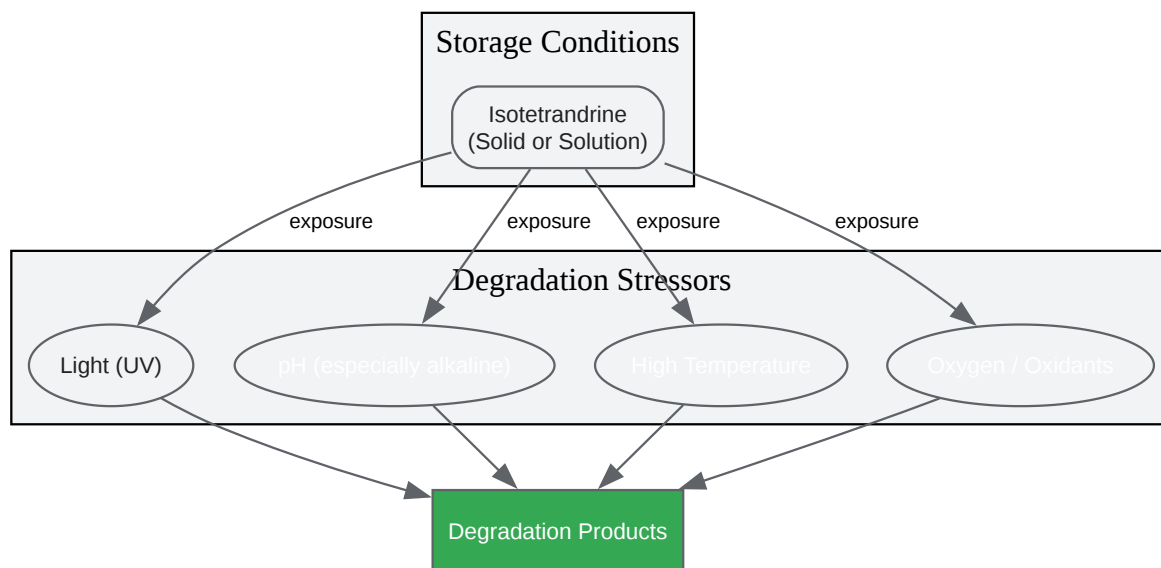 Storage Conditions
Isotetrandrine
(Solid or Solution)
exposure
exposure
exposure
exposure
Degradation Stressors
Light (UV)
pH (especially alkaline)
High Temperature
Oxygen / Oxidants
Degradation Products